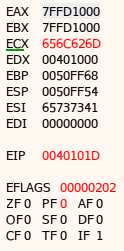 EAX 7FFD1000
EBX 7FFD1000
ECX 656C626D
EDX 00401000
EBP 0050FF68
ESP 0050FF54
ESI 65737341
EDI 00000000
EIP 0040101D
EFLAGS 00000202
ZF 0 PF 0 AF 0
OF 0 SF 0 DF 0
CF 0 TF 0 IF 1